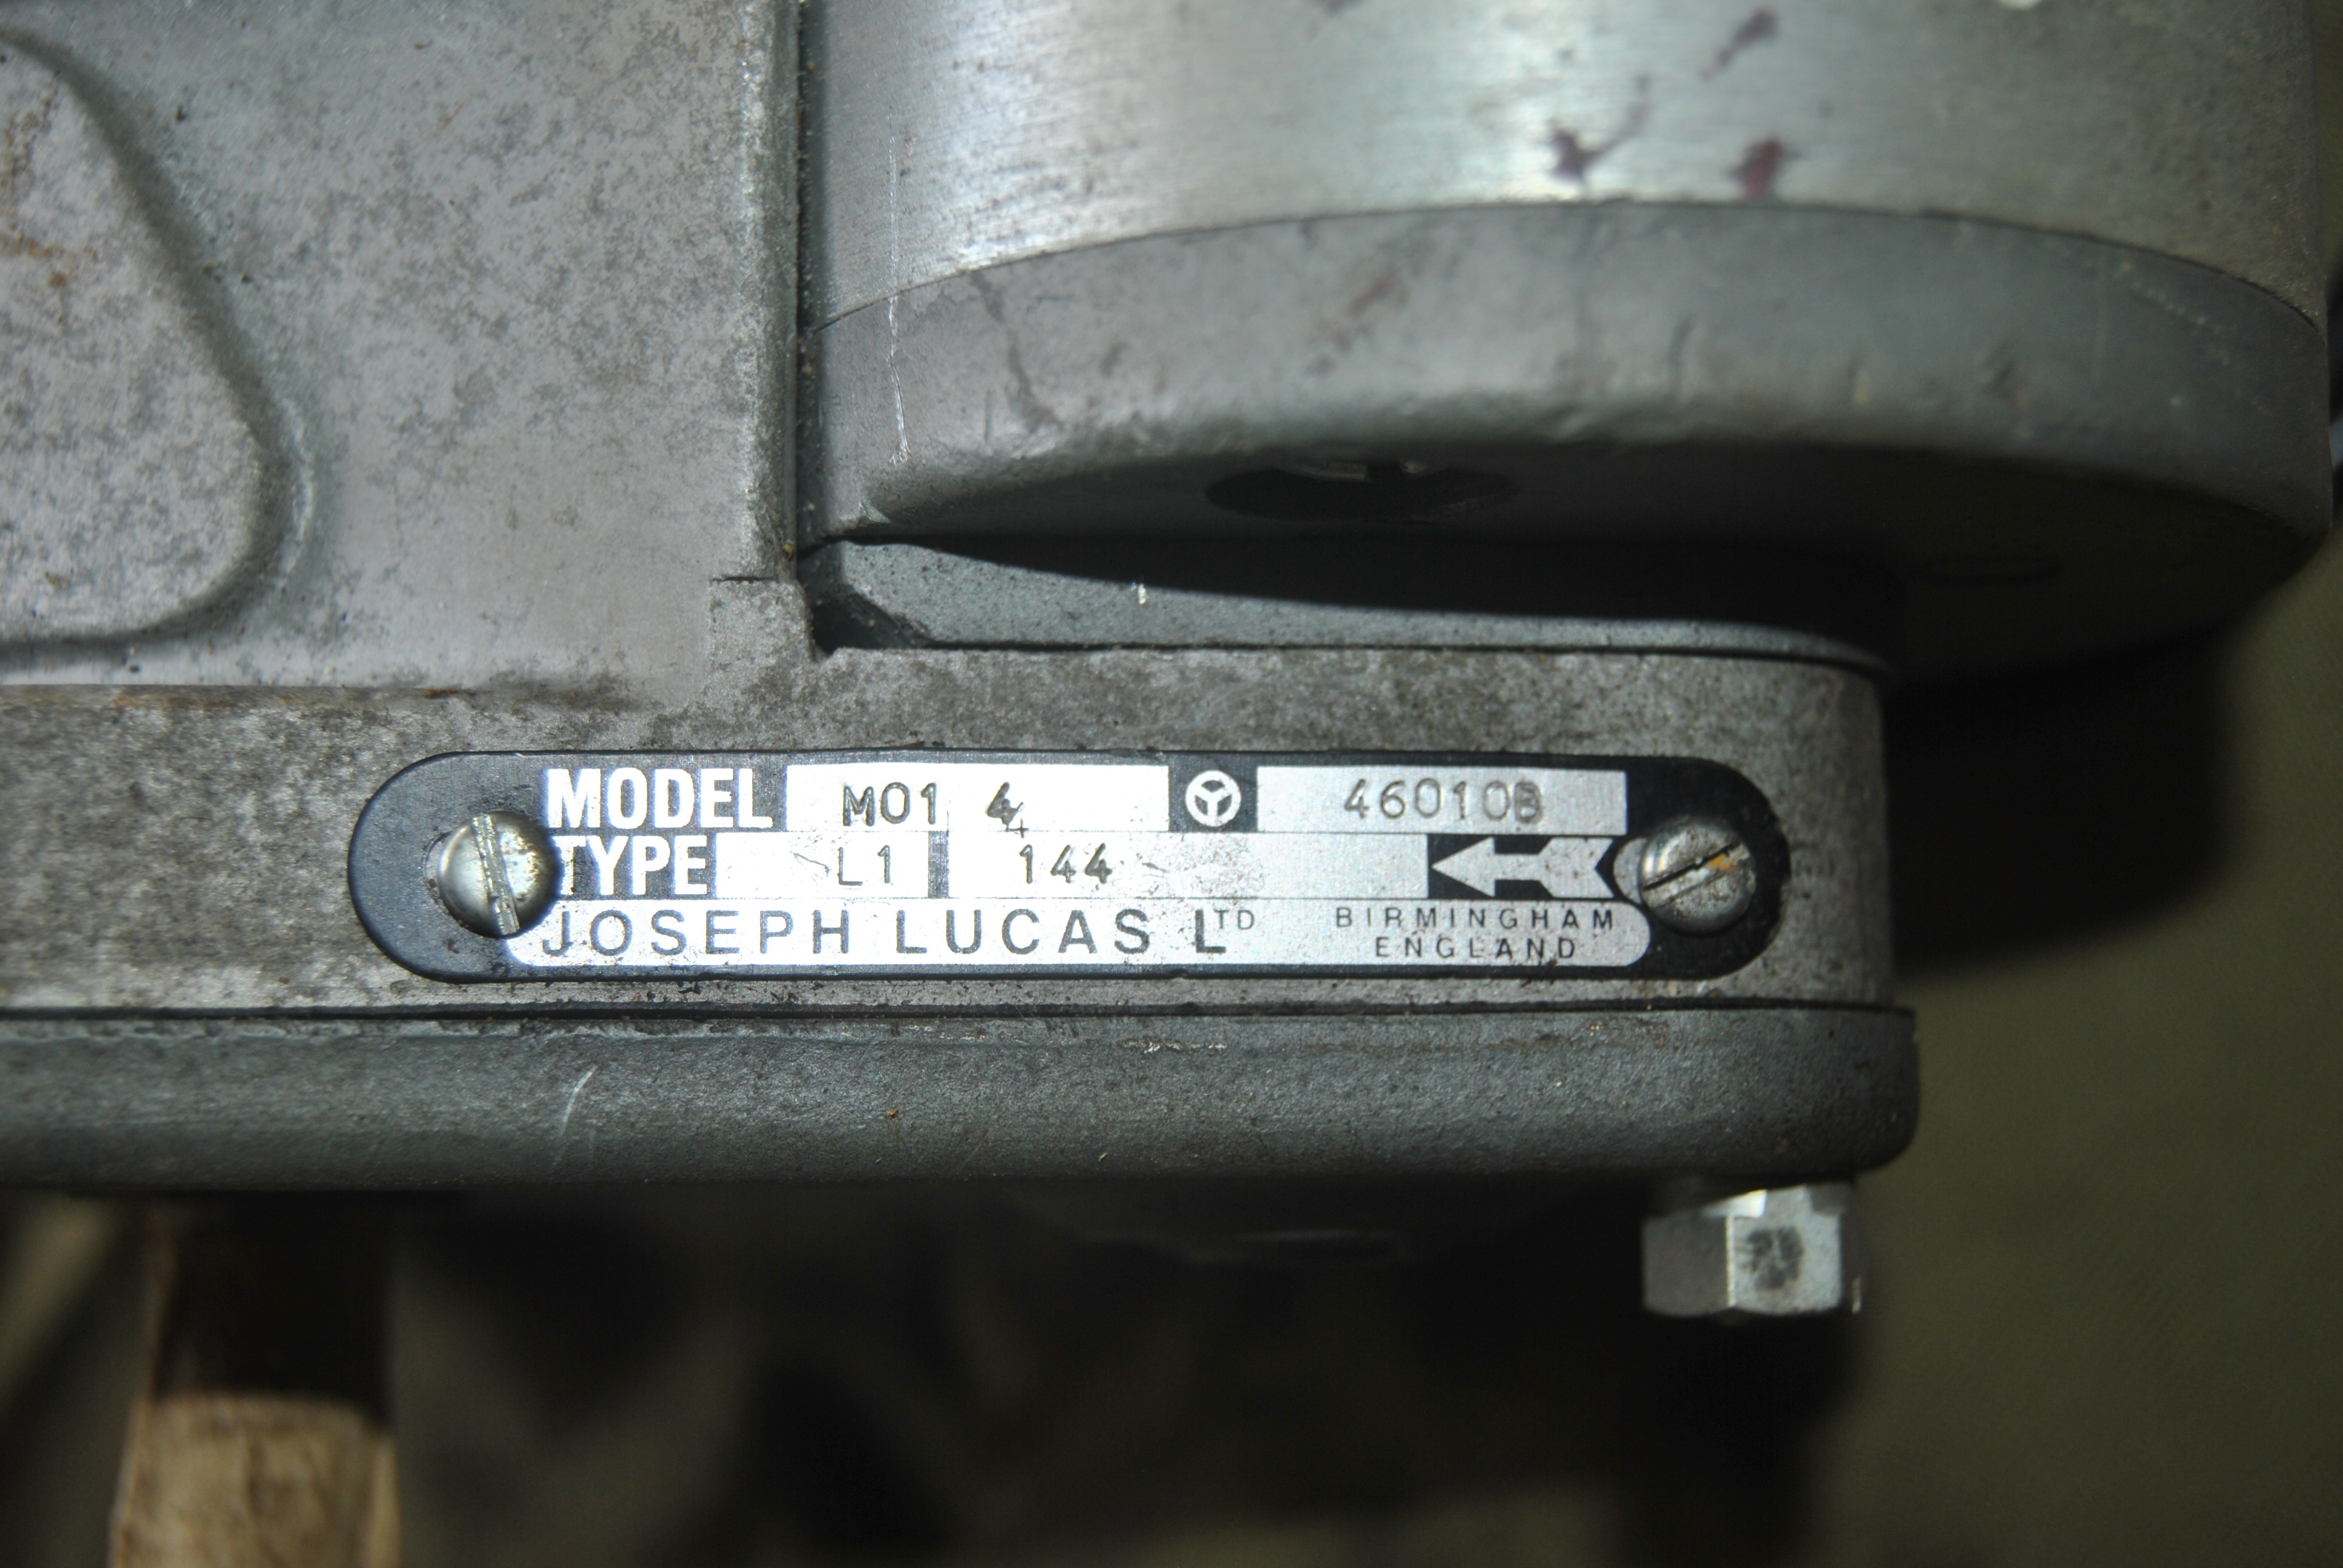 MODEL M01 4 46010B
TYPE L1 144
JOSEPH LUCAS LTD BIRMINGHAM
ENGLAND